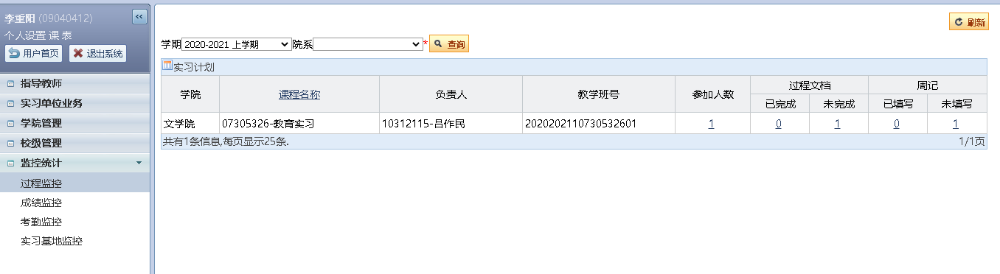 李重阳 (09040412)
«
个人设置 课 表
用户首页 退出系统
指导教师
实习单位业务
学院管理
校级管理
监控统计
过程监控
成绩监控
考勤监控
实习基地监控
刷新
学期 2020-2021 上学期 院系 * 查询
实习计划
学院 课程名称 负责人 教学班号 参加人数 过程文档 周记
已完成 未完成 已填写 未填写
文学院 07305326-教育实习 10312115-吕作民 2020202110730532601 1 0 1 0 1
共有1条信息,每页显示25条. 1/1页